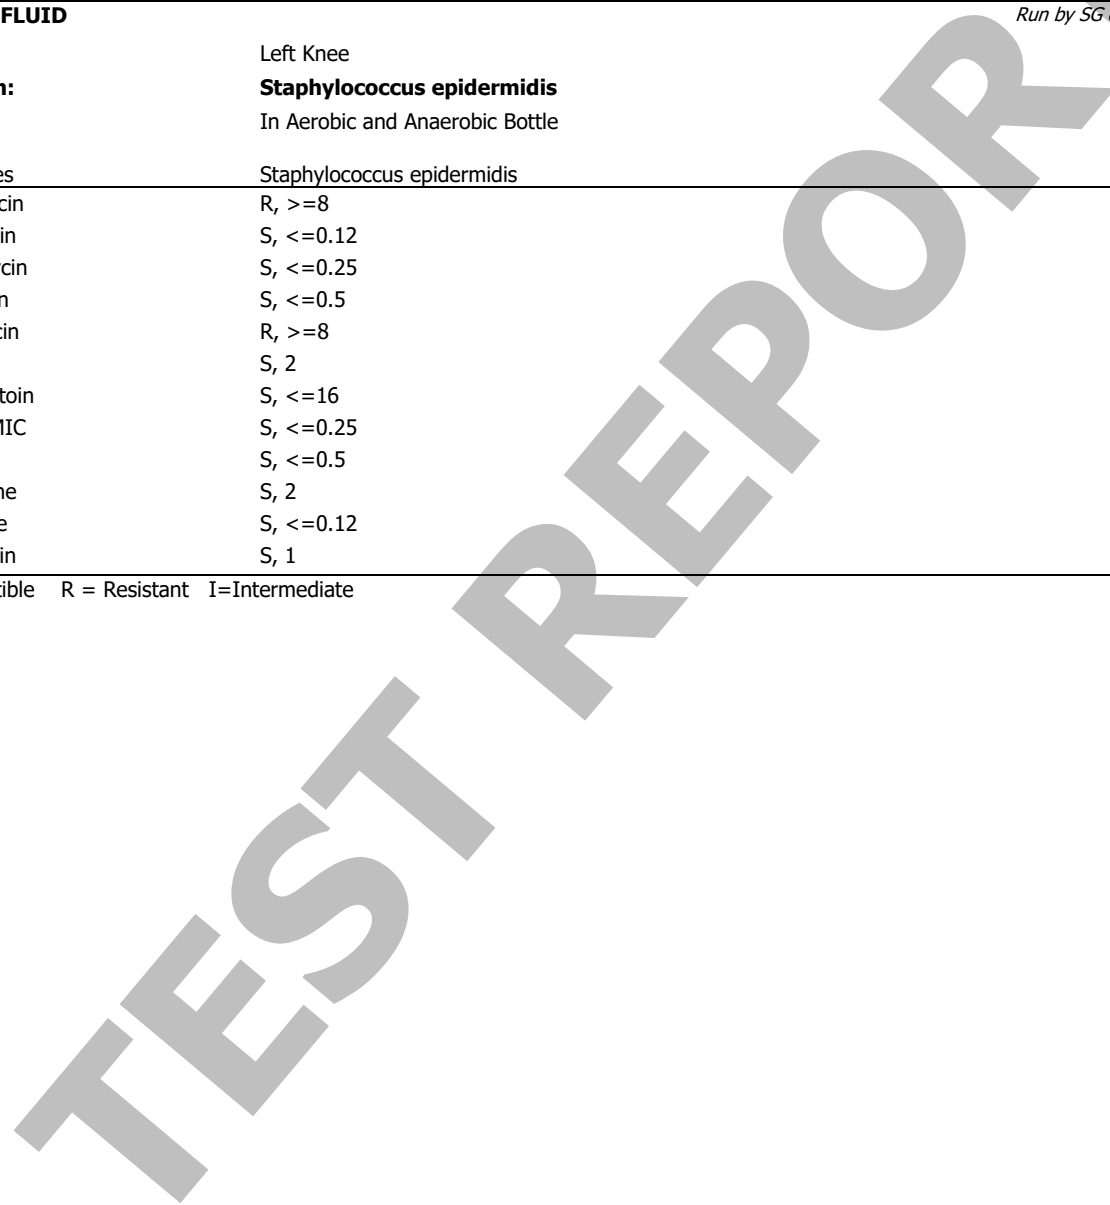 FLUID Run by SG
Left Knee
n: Staphylococcus epidermidis
In Aerobic and Anaerobic Bottle
es Staphylococcus epidermidis
cin R, >=8
in S, <=0.12
cin S, <=0.25
n S, <=0.5
cin R, >=8
S, 2
toin S, <=16
MIC S, <=0.25
S, <=0.5
ne S, 2
e S, <=0.12
in S, 1
tible R = Resistant I=Intermediate
TEST REPOR